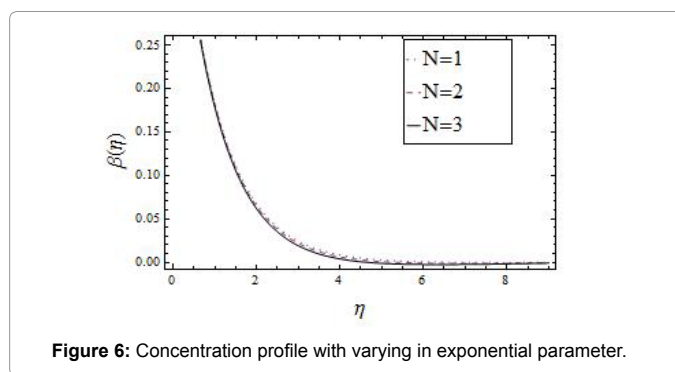 0.25
0.20
0.15
0.10
0.05
0.00
β(η)
N=1
N=2
N=3
0 2 4 6 8
η
Figure 6: Concentration profile with varying in exponential parameter.